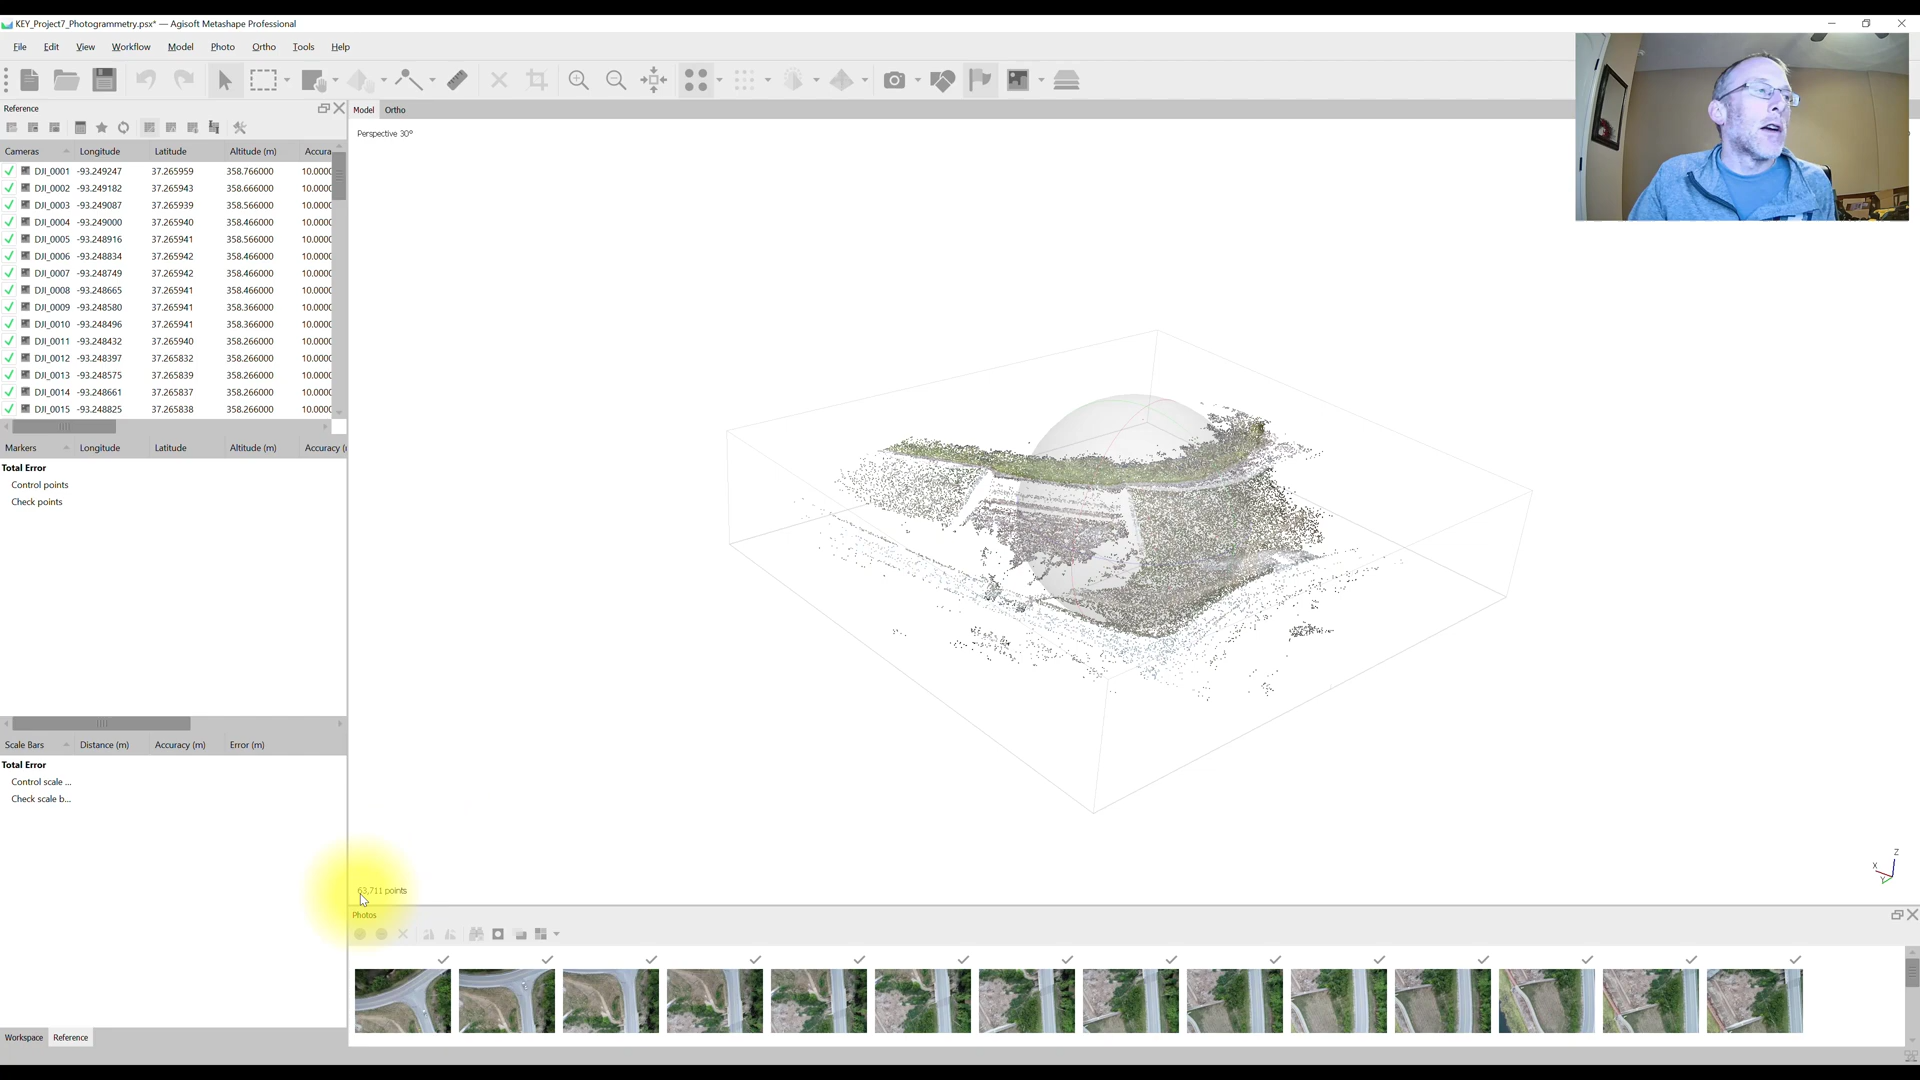 KEY_Project7_Photogrammetry.psx* — Agisoft Metashape Professional
File Edit View Workflow Model Photo Ortho Tools Help
Reference
Model Ortho
Perspective 30°
Cameras Longitude Latitude Altitude (m) Accura
DJI_0001 -93.249247 37.265959 358.766000 10.0000
DJI_0002 -93.249182 37.265943 358.666000 10.0000
DJI_0003 -93.249087 37.265939 358.566000 10.0000
DJI_0004 -93.249000 37.265940 358.466000 10.0000
DJI_0005 -93.248916 37.265941 358.566000 10.0000
DJI_0006 -93.248834 37.265942 358.466000 10.0000
DJI_0007 -93.248749 37.265942 358.466000 10.0000
DJI_0008 -93.248665 37.265941 358.466000 10.0000
DJI_0009 -93.248580 37.265941 358.366000 10.0000
DJI_0010 -93.248496 37.265941 358.366000 10.0000
DJI_0011 -93.248432 37.265940 358.266000 10.0000
DJI_0012 -93.248397 37.265832 358.266000 10.0000
DJI_0013 -93.248575 37.265839 358.266000 10.0000
DJI_0014 -93.248661 37.265837 358.266000 10.0000
DJI_0015 -93.248825 37.265838 358.266000 10.0000
Markers Longitude Latitude Altitude (m) Accuracy (
Total Error
Control points
Check points
Scale Bars Distance (m) Accuracy (m) Error (m)
Total Error
Control scale ...
Check scale b...
63,711 points
Photos
Z
X
Y
Workspace Reference